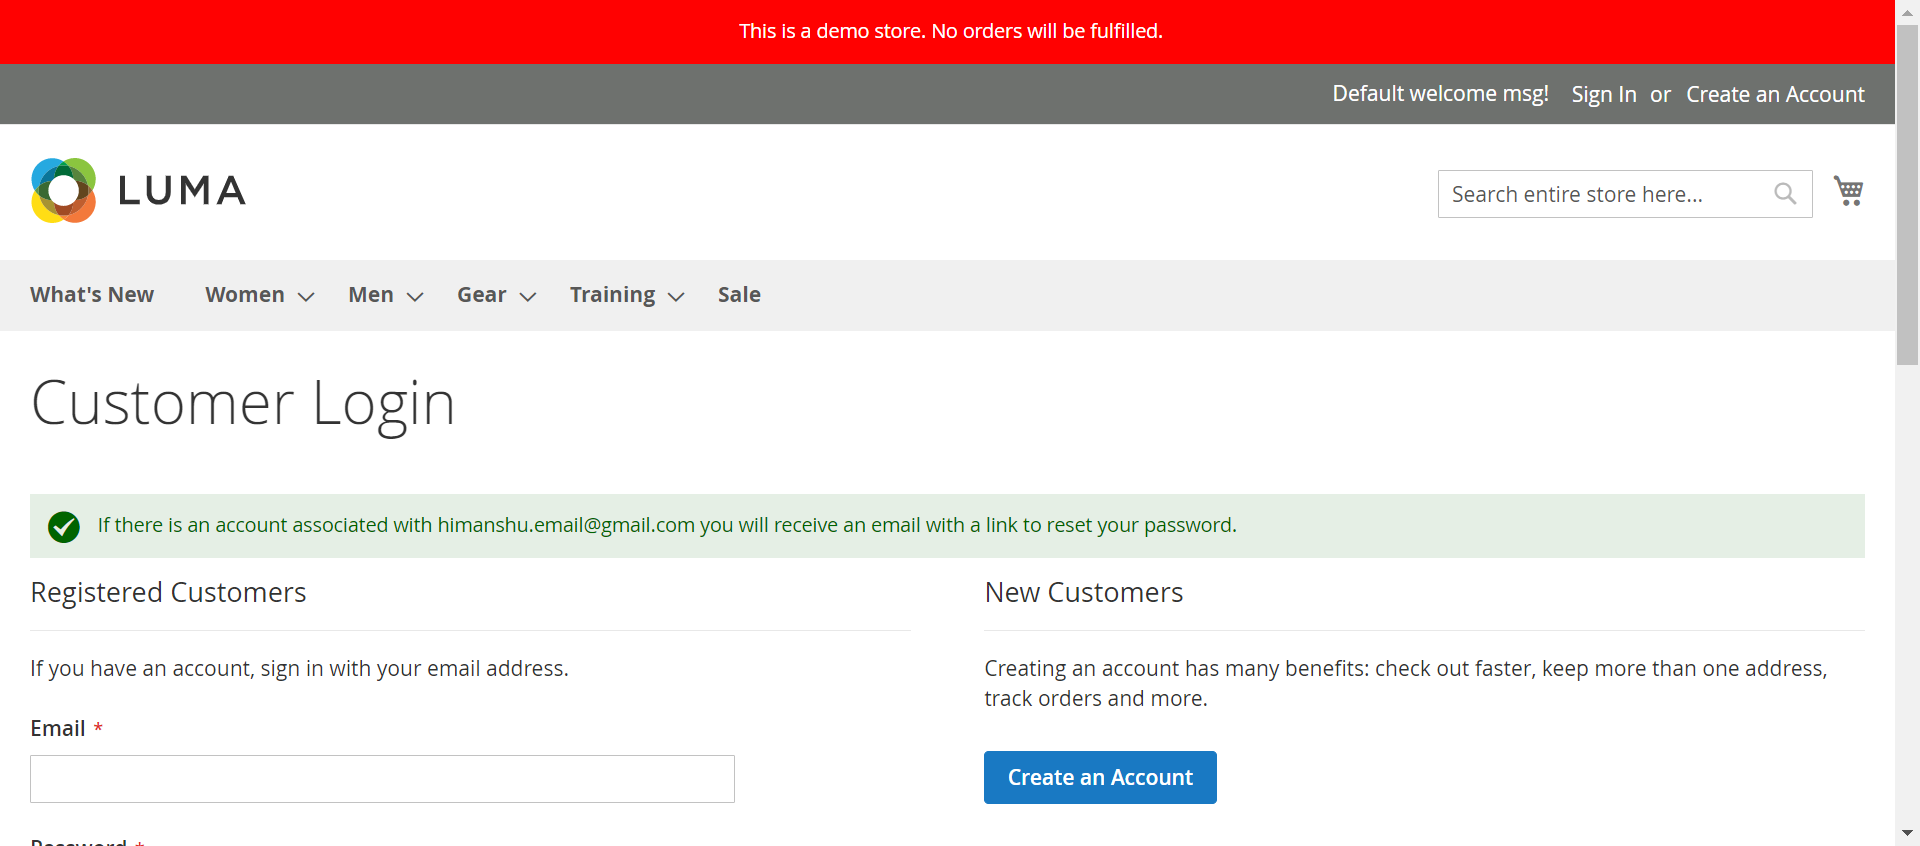 This is a demo store. No orders will be fulfilled.
Default welcome msg! Sign In or Create an Account
LUMA
Search entire store here...
What's New Women Men Gear Training Sale
Customer Login
If there is an account associated with himanshu.email@gmail.com you will receive an email with a link to reset your password.
Registered Customers
If you have an account, sign in with your email address.
Email *
Password *
New Customers
Creating an account has many benefits: check out faster, keep more than one address,
track orders and more.
Create an Account